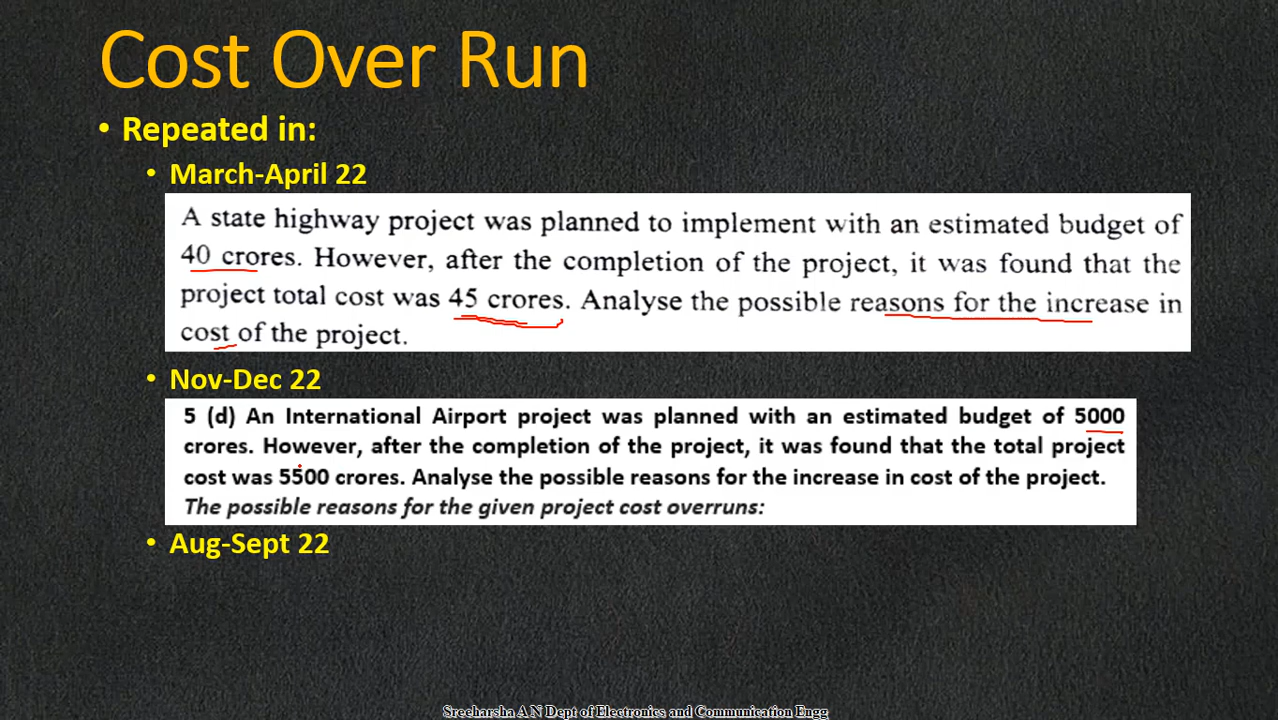 Cost Over Run
• Repeated in:
• March-April 22
A state highway project was planned to implement with an estimated budget of
40 crores. However, after the completion of the project, it was found that the
project total cost was 45 crores. Analyse the possible reasons for the increase in
cost of the project.
• Nov-Dec 22
5 (d) An International Airport project was planned with an estimated budget of 5000
crores. However, after the completion of the project, it was found that the total project
cost was 5500 crores. Analyse the possible reasons for the increase in cost of the project.
The possible reasons for the given project cost overruns:
• Aug-Sept 22
Sreeharsha A N Dept of Electronics and Communication Engg